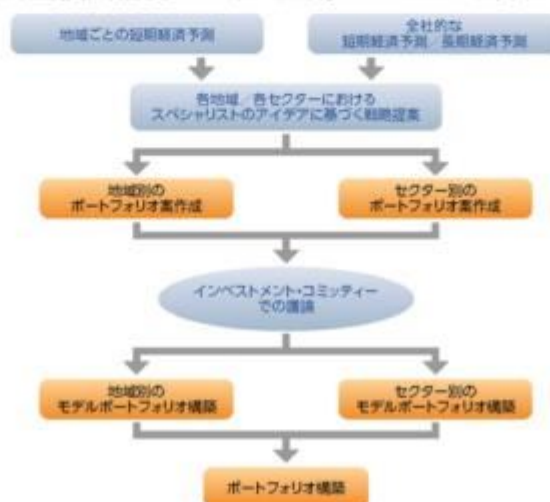 地域ごとの短期経済予測
全社的な
短期経済予測／長期経済予測
各地域／各セクターにおける
スペシャリストのアイデアに基づく戦略提案
地域別の
ポートフォリオ案作成
セクター別の
ポートフォリオ案作成
インベストメント・コミッティー
での議論
地域別の
モデルポートフォリオ構築
セクター別の
モデルポートフォリオ構築
ポートフォリオ構築